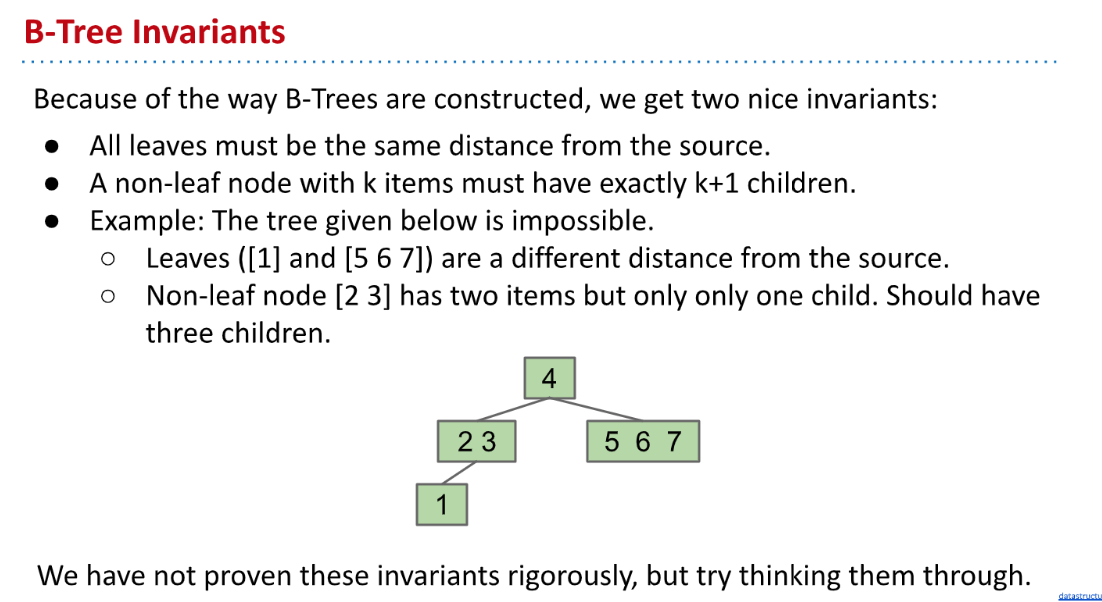 B-Tree Invariants
Because of the way B-Trees are constructed, we get two nice invariants:
● All leaves must be the same distance from the source.
● A non-leaf node with k items must have exactly k+1 children.
● Example: The tree given below is impossible.
○ Leaves ([1] and [5 6 7]) are a different distance from the source.
○ Non-leaf node [2 3] has two items but only only one child. Should have
three children.
4
2 3
5 6 7
1
We have not proven these invariants rigorously, but try thinking them through.
datastructu